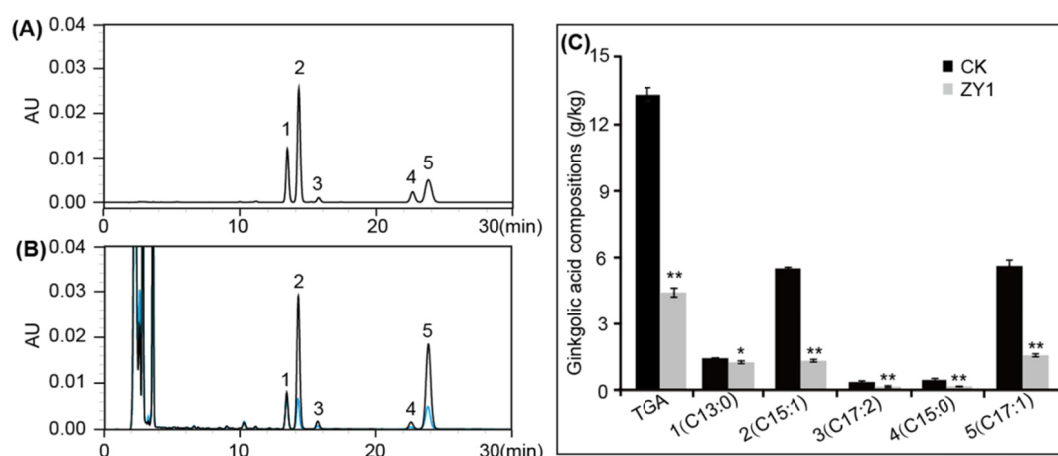 (A)
0.04
0.03
0.02
0.01
0.00
AU
1
2
3
4
5
0
10
20
30(min)
(B)
0.04
0.03
0.02
0.01
0.00
AU
1
2
3
4
5
0
10
20
30(min)
(C)
15
12
9
6
3
0
Ginkgolic acid compositions (g/kg)
CK
ZY1
**
*
**
**
**
**
TGA
1(C13:0)
2(C15:1)
3(C17:2)
4(C15:0)
5(C17:1)